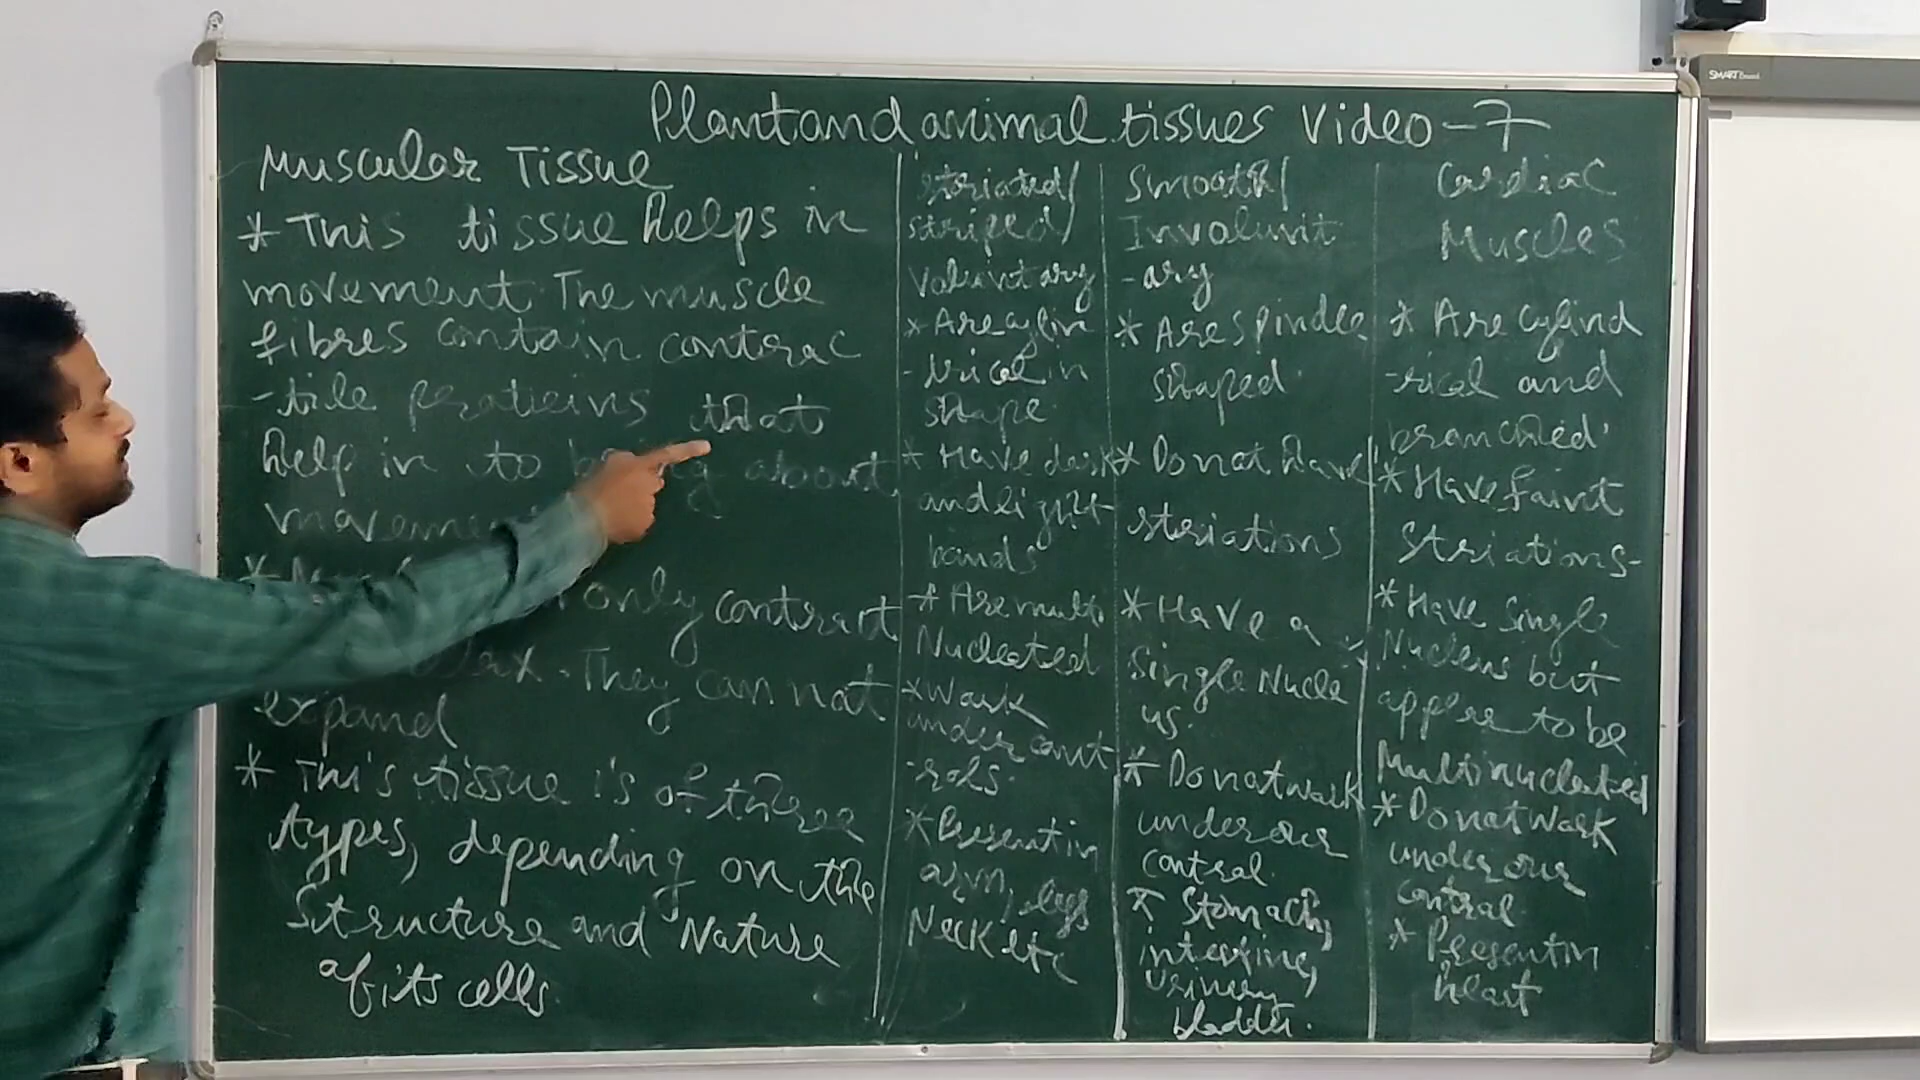 Plant and animal tissues Video-7
Muscular Tissue
* This tissue helps in
movement The muscle
fibres contain contrac
-tile proteins that
help in to bring about
movement
only contract
They can not
expand
* This tissue is of three
types, depending on the
Structure and Nature
of its cells.
striated/
striped/
Voluntary
* Are cylin
-drical in
shape
* Have dark
and light
bands
* Are multi
Nucleated
* Work
under cont
-rols.
* Present in
arm, legs
Neck etc
Smooth/
Involunt
-ary
* Are spindle
shaped.
* Do not have
striations
* Have a
Single Nucle
us.
* Do not work
under our
control.
* Stomach,
intestine,
Urinary
bladder.
Cardiac
Muscles
* Are cylind
-rical and
branched.
* Have faint
Striations-
* Have Single
Nucleus but
appear to be
Multinucleated
* Do not Work
under our
control.
* Present in
heart
SMART Board